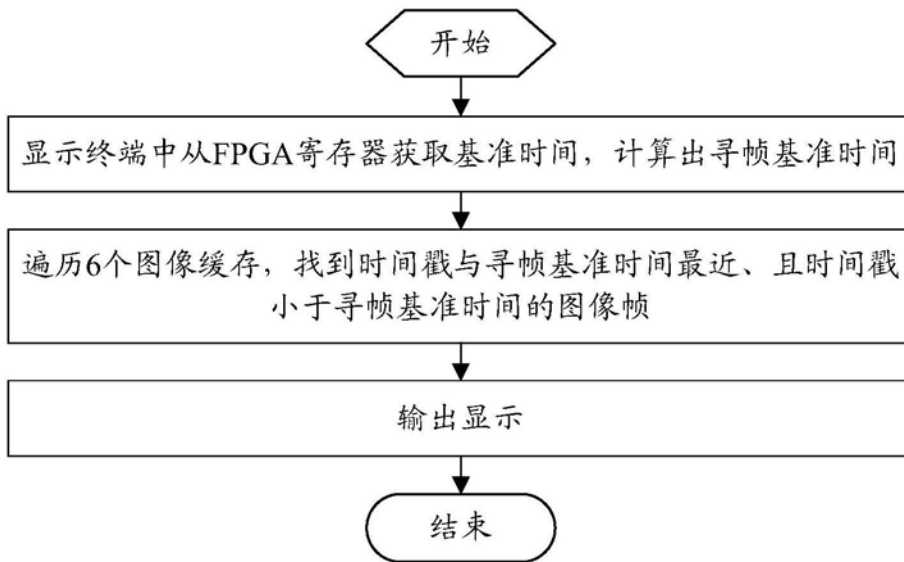 开始
显示终端中从FPGA寄存器获取基准时间，计算出寻帧基准时间
遍历6个图像缓存，找到时间戳与寻帧基准时间最近、且时间戳
小于寻帧基准时间的图像帧
输出显示
结束